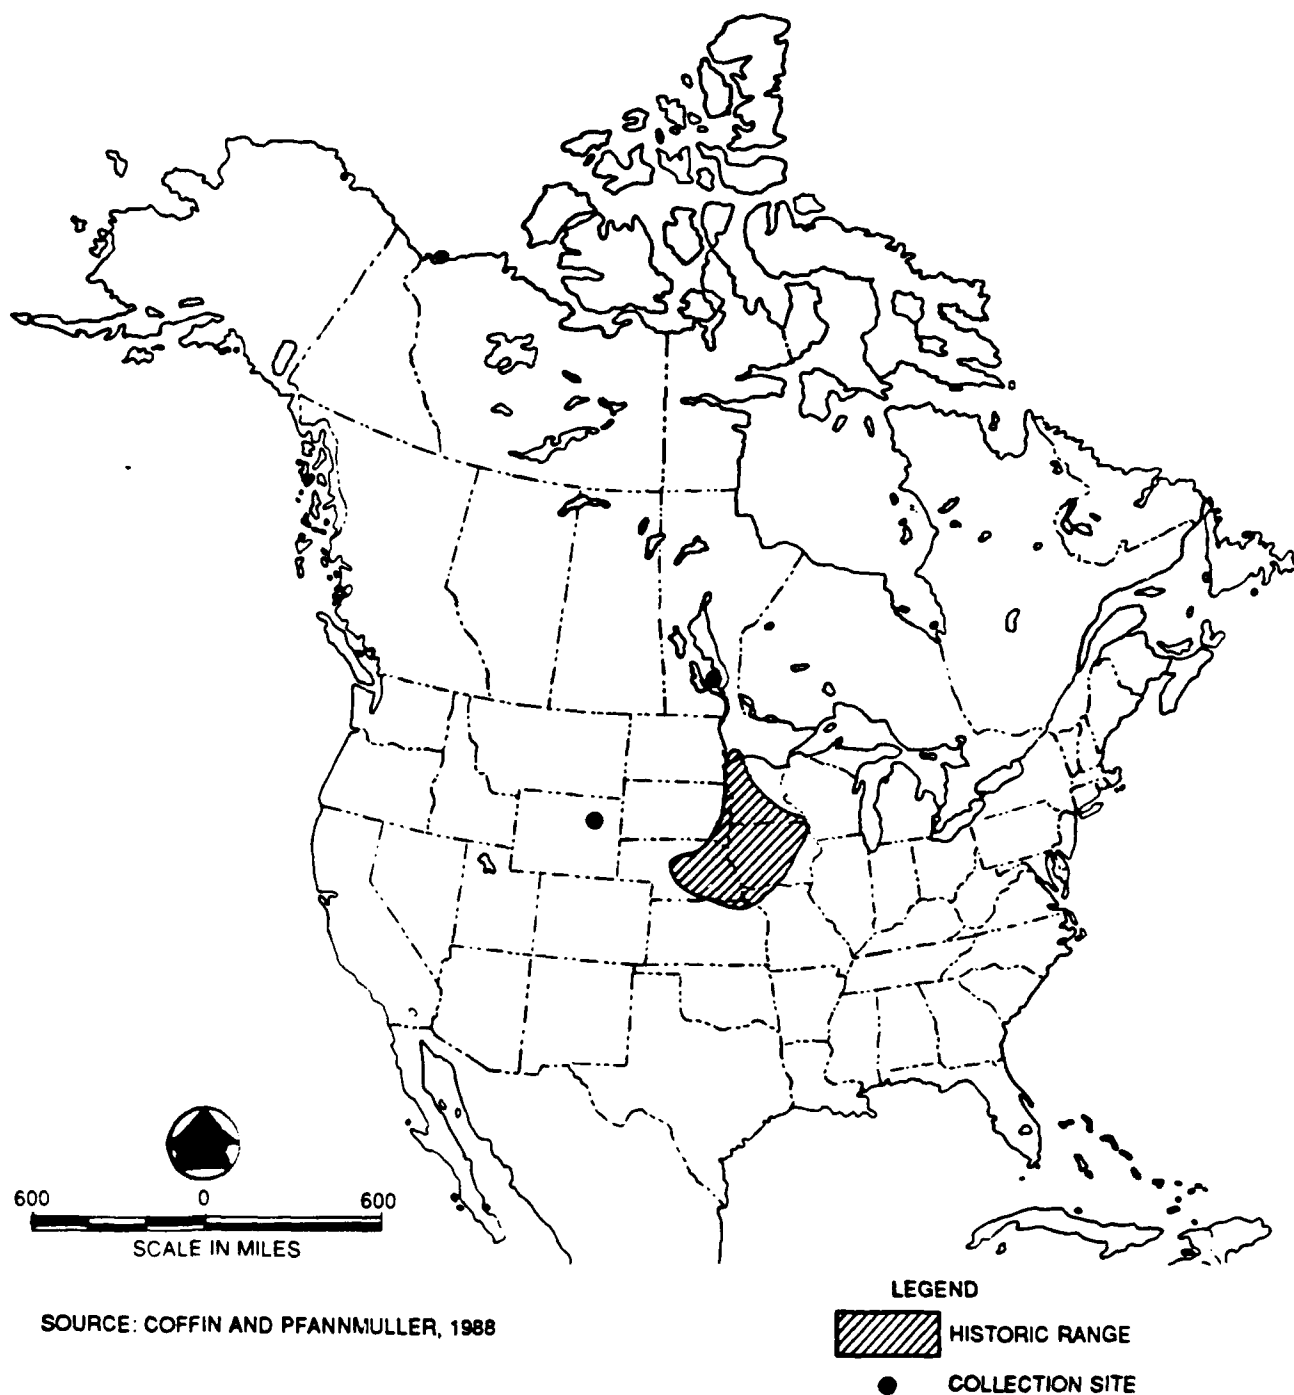 600 0 600
SCALE IN MILES
SOURCE: COFFIN AND PFANNMULLER, 1988
LEGEND
HISTORIC RANGE
COLLECTION SITE